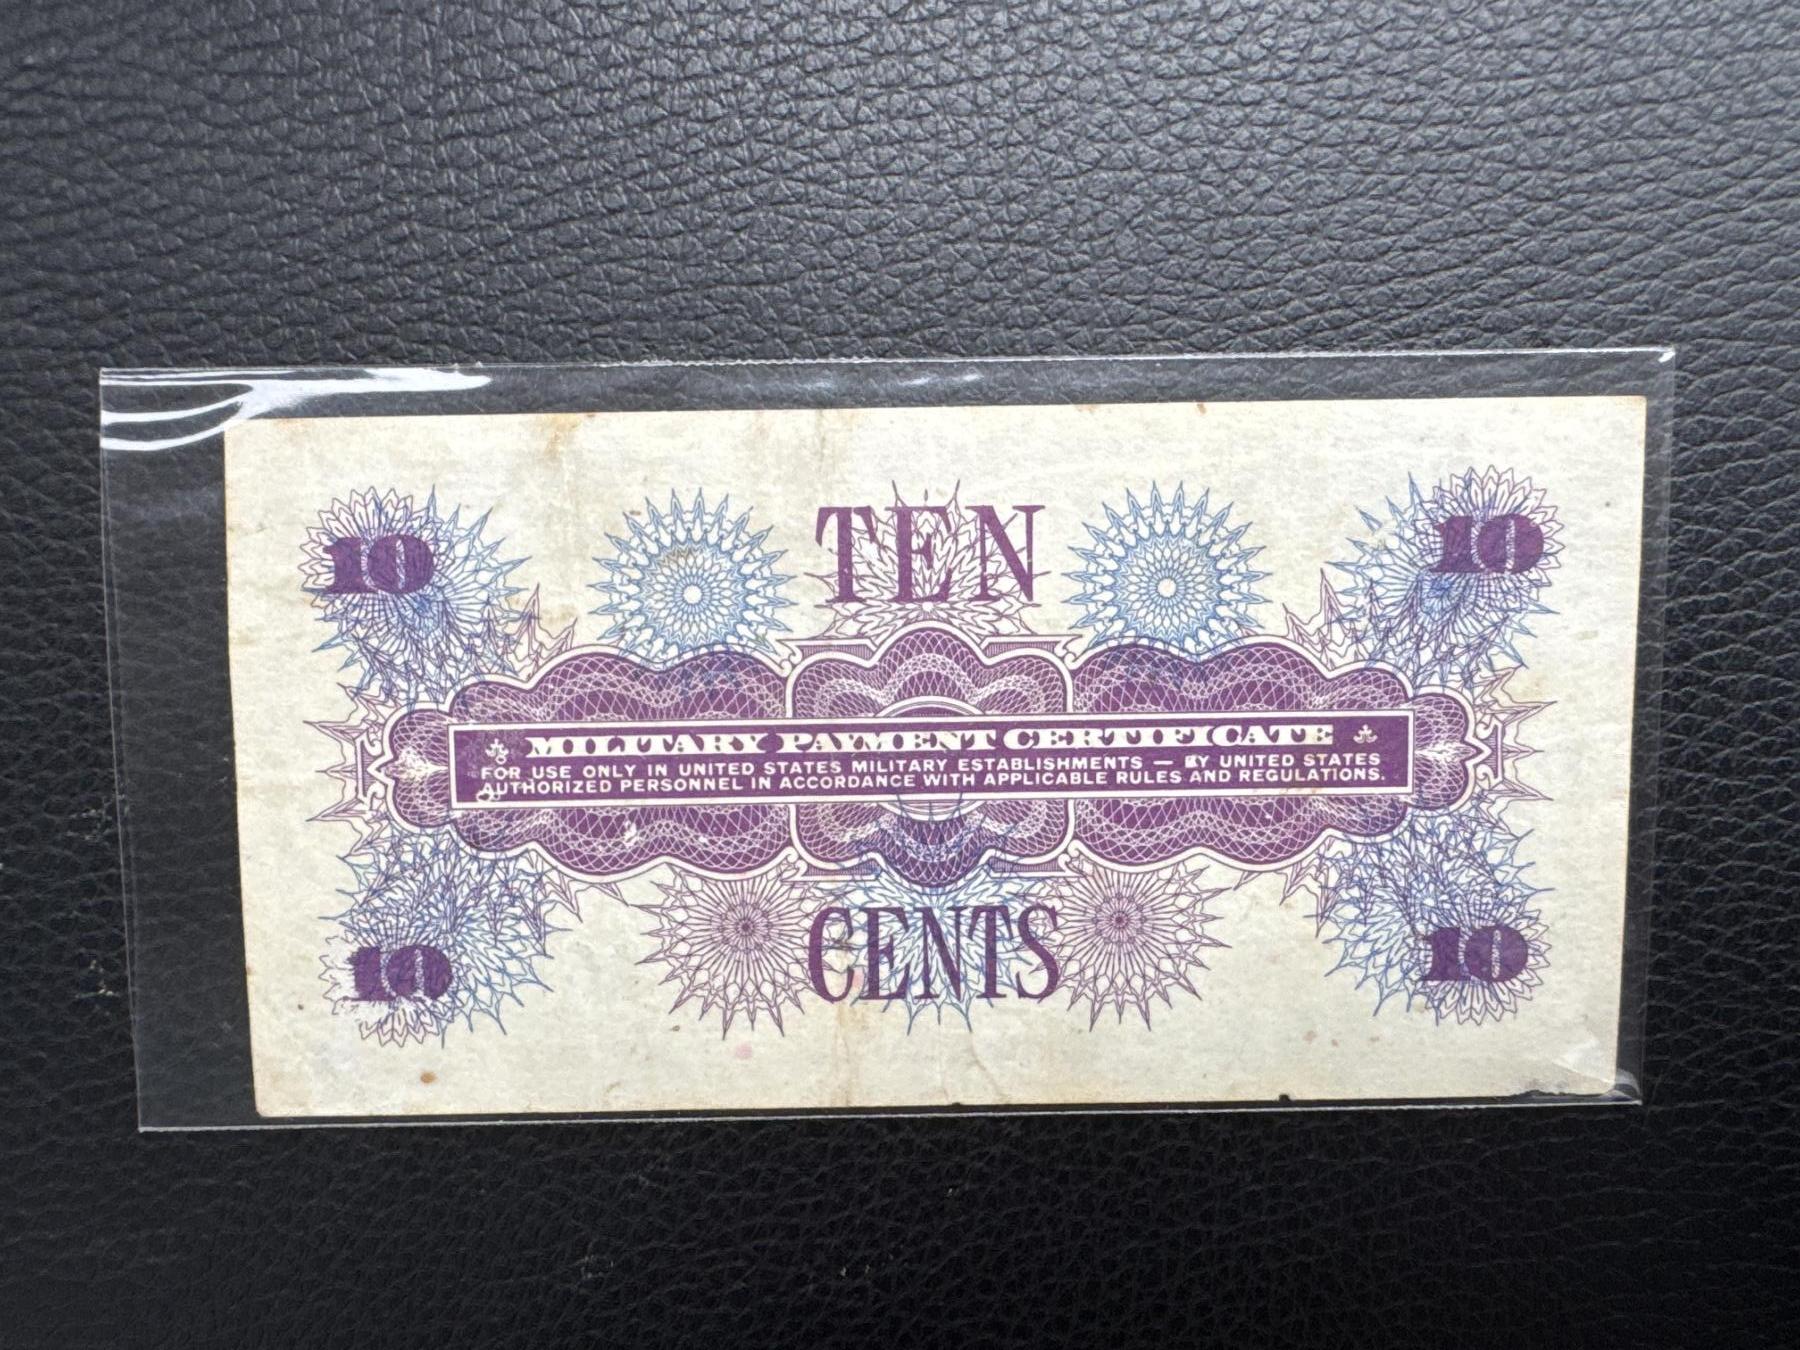 10 TEN 10
MILITARY PAYMENT CERTIFICATE
FOR USE ONLY IN UNITED STATES MILITARY ESTABLISHMENTS — BY UNITED STATES
AUTHORIZED PERSONNEL IN ACCORDANCE WITH APPLICABLE RULES AND REGULATIONS.
10 CENTS 10